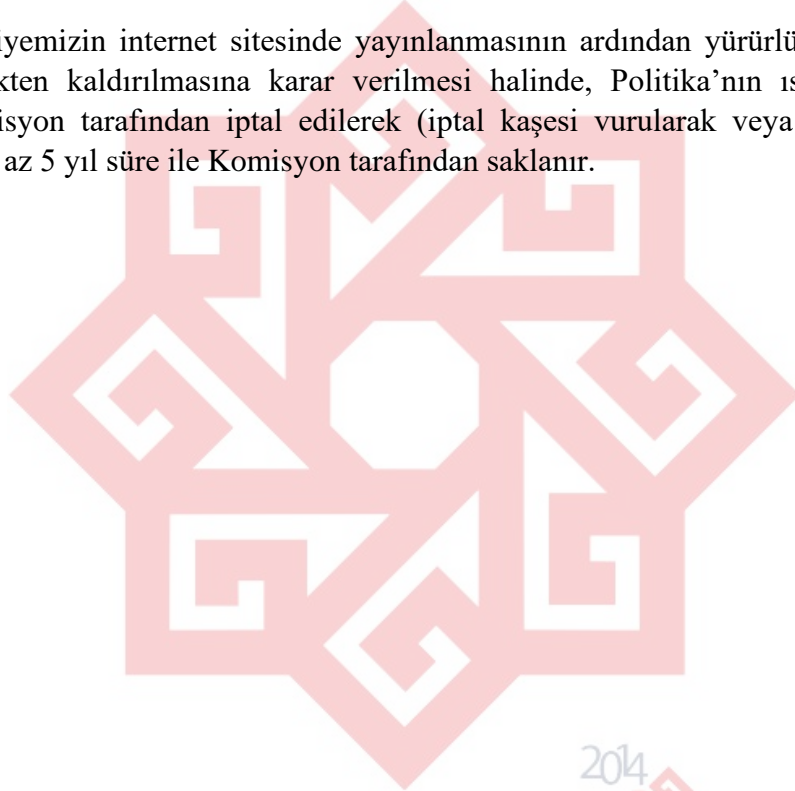 iyemizin internet sitesinde yayınlanmasının ardından yürürlü
kten kaldırılmasına karar verilmesi halinde, Politika’nın ıs
isyon tarafından iptal edilerek (iptal kaşesi vurularak veya
az 5 yıl süre ile Komisyon tarafından saklanır.
2014